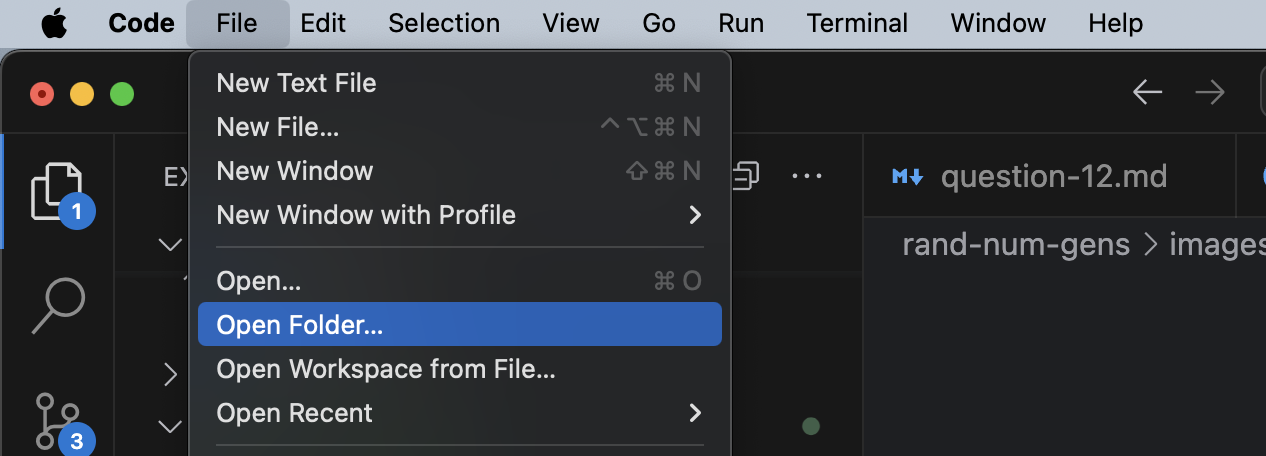 Code File Edit Selection View Go Run Terminal Window Help
New Text File ⌘ N
New File... ^⌥⌘ N
New Window ⇧⌘ N
New Window with Profile
EX
question-12.md
1
rand-num-gens > images
Open... ⌘ O
Open Folder...
Open Workspace from File...
Open Recent
3